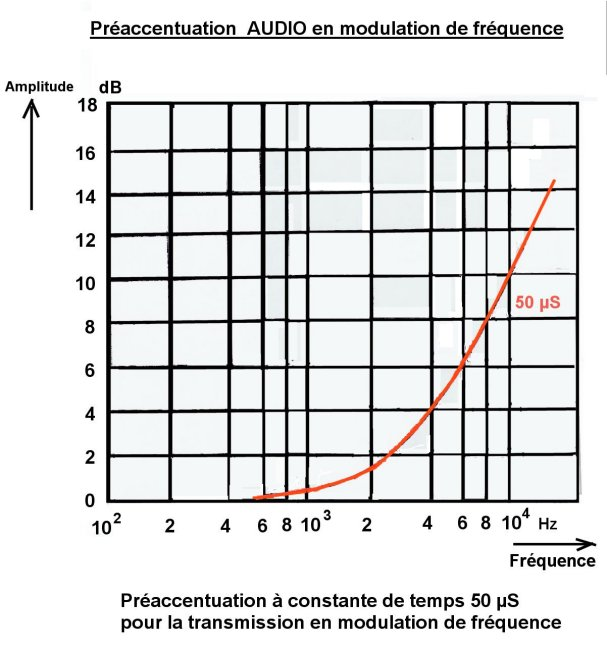 Préaccentuation AUDIO en modulation de fréquence
Amplitude dB
18
16
14
12
10
8
6
4
2
0
50 µS
10² 2 4 6 8 10³ 2 4 6 8 10⁴ Hz
Fréquence
Préaccentuation à constante de temps 50 µS
pour la transmission en modulation de fréquence